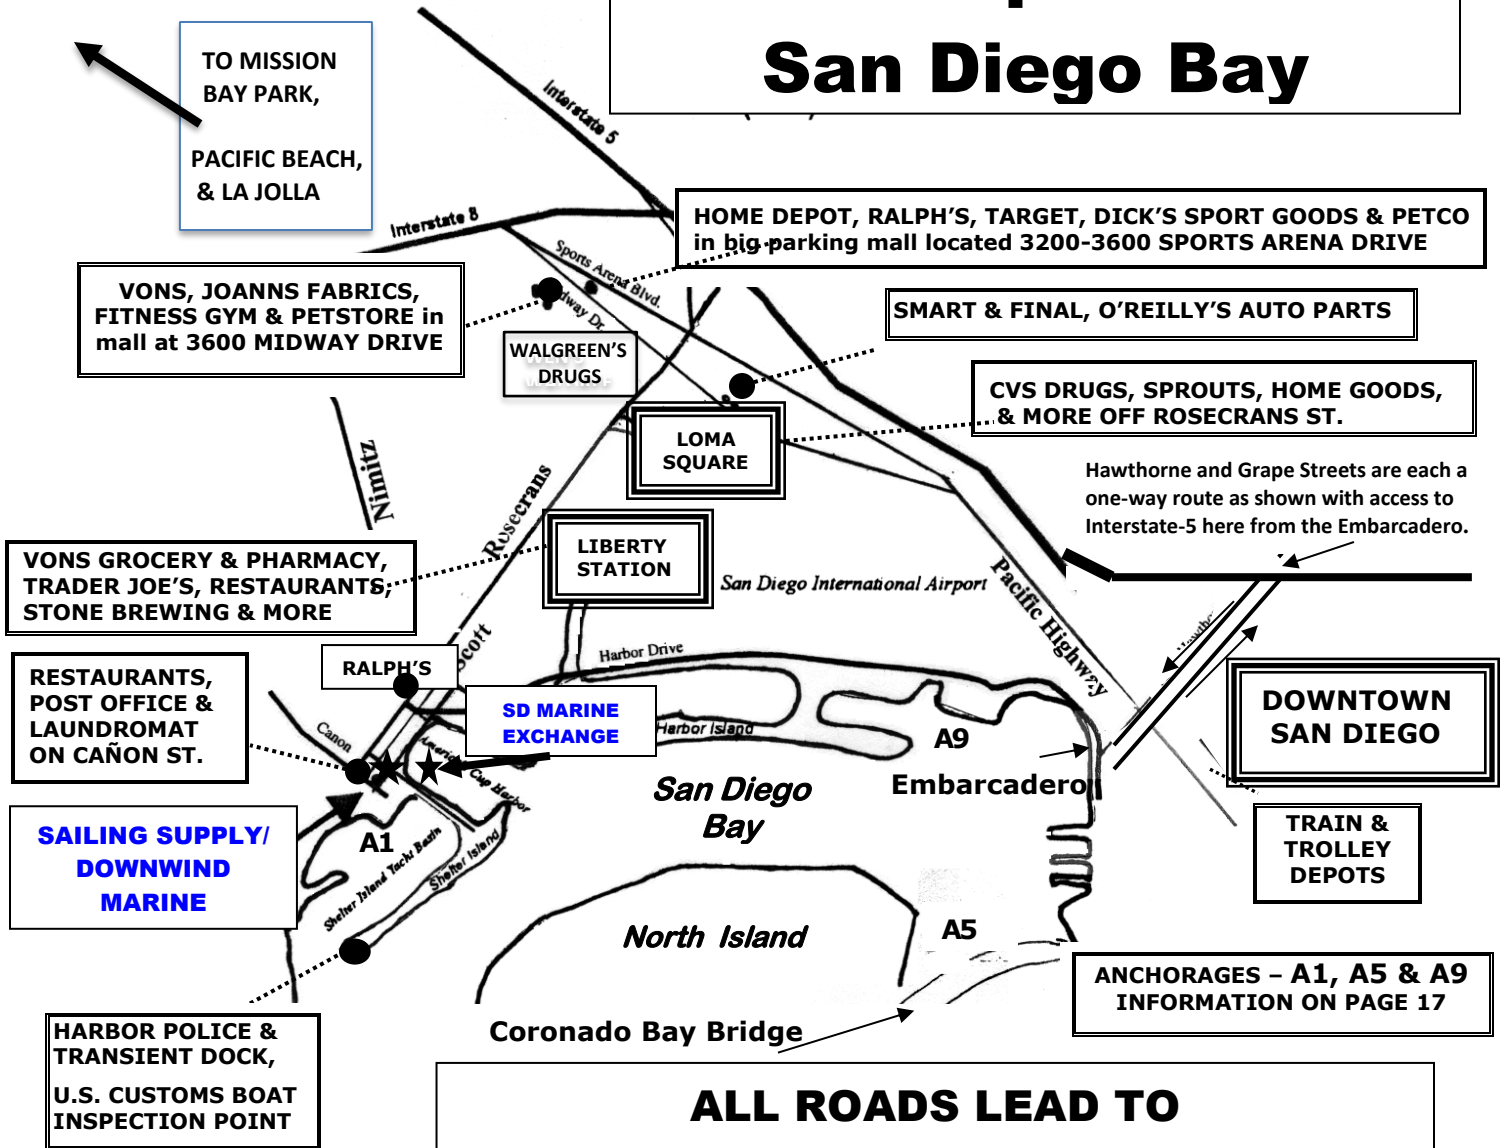 San Diego Bay
TO MISSION
BAY PARK,
PACIFIC BEACH,
& LA JOLLA
Interstate 5
Interstate 8
HOME DEPOT, RALPH'S, TARGET, DICK'S SPORT GOODS & PETCO
in big parking mall located 3200-3600 SPORTS ARENA DRIVE
Sports Arena Blvd.
VONS, JOANNS FABRICS,
FITNESS GYM & PETSTORE in
mall at 3600 MIDWAY DRIVE
SMART & FINAL, O'REILLY'S AUTO PARTS
WALGREEN'S
DRUGS
CVS DRUGS, SPROUTS, HOME GOODS,
& MORE OFF ROSECRANS ST.
LOMA
SQUARE
Nimitz
Rosecrans
Hawthorne and Grape Streets are each a
one-way route as shown with access to
Interstate-5 here from the Embarcadero.
LIBERTY
STATION
VONS GROCERY & PHARMACY,
TRADER JOE'S, RESTAURANTS,
STONE BREWING & MORE
San Diego International Airport
Pacific Highway
Scott
Harbor Drive
RALPH'S
RESTAURANTS,
POST OFFICE &
LAUNDROMAT
ON CAÑON ST.
SD MARINE
EXCHANGE
DOWNTOWN
SAN DIEGO
Canon
Harbor Island
A9
America's Cup Harbor
Embarcadero
San Diego
Bay
SAILING SUPPLY/
DOWNWIND
MARINE
A1
Shelter Island Yacht Basin
Shelter Island
TRAIN &
TROLLEY
DEPOTS
North Island
A5
ANCHORAGES – A1, A5 & A9
INFORMATION ON PAGE 17
Coronado Bay Bridge
HARBOR POLICE &
TRANSIENT DOCK,
U.S. CUSTOMS BOAT
INSPECTION POINT
ALL ROADS LEAD TO